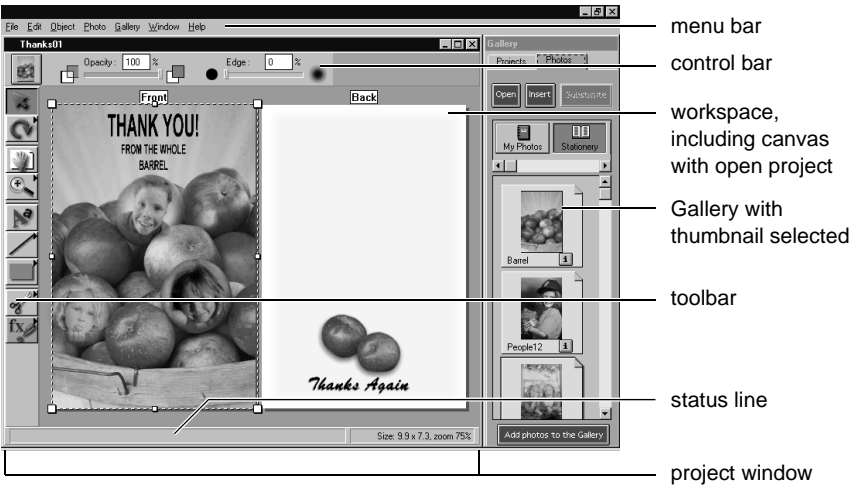 File Edit Object Photo Gallery Window Help
menu bar
Thanks01
Gallery
Opacity: 100 %
Edge: 0 %
Projects Photos
control bar
Open Insert Substitute
Front
Back
workspace,
including canvas
with open project
THANK YOU!
FROM THE WHOLE
BARREL
My Photos Stationery
Gallery with
thumbnail selected
Barrel
toolbar
fx
People12
Thanks Again
status line
Size: 9.9 x 7.3, zoom 75%
Add photos to the Gallery
project window